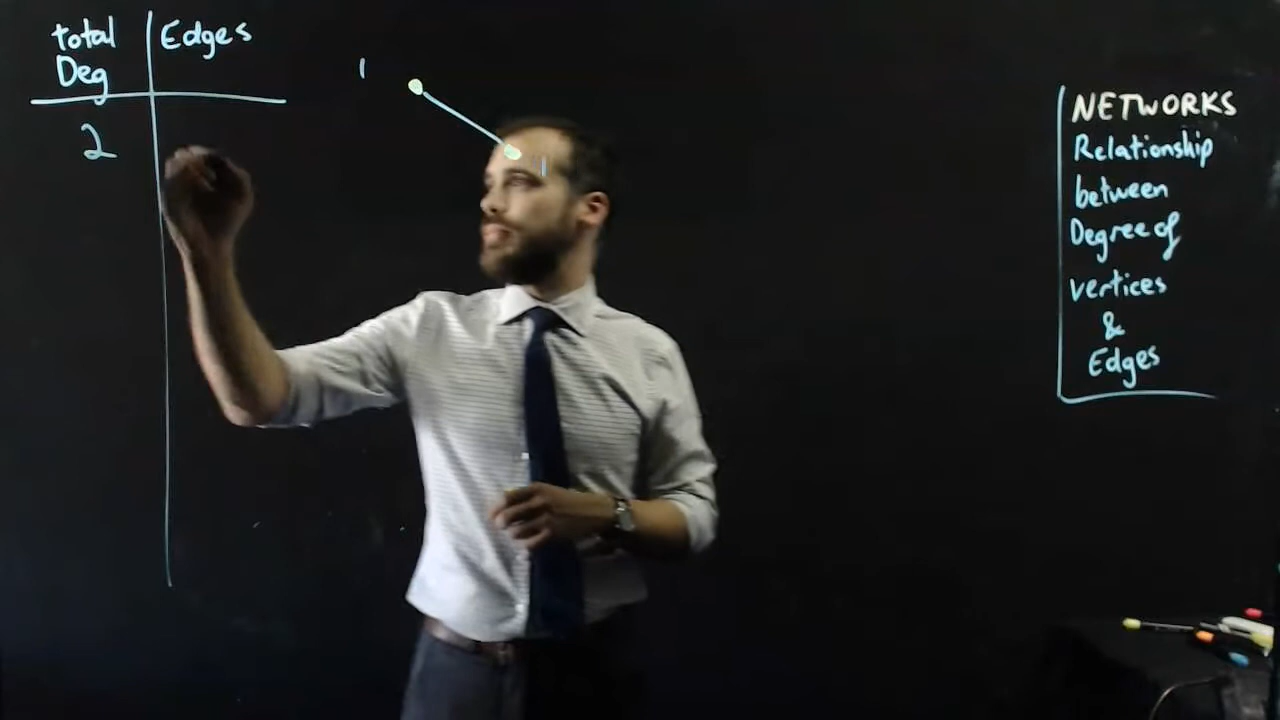 total
Deg
Edges
2
1
1
NETWORKS
Relationship
between
Degree of
vertices
&
Edges